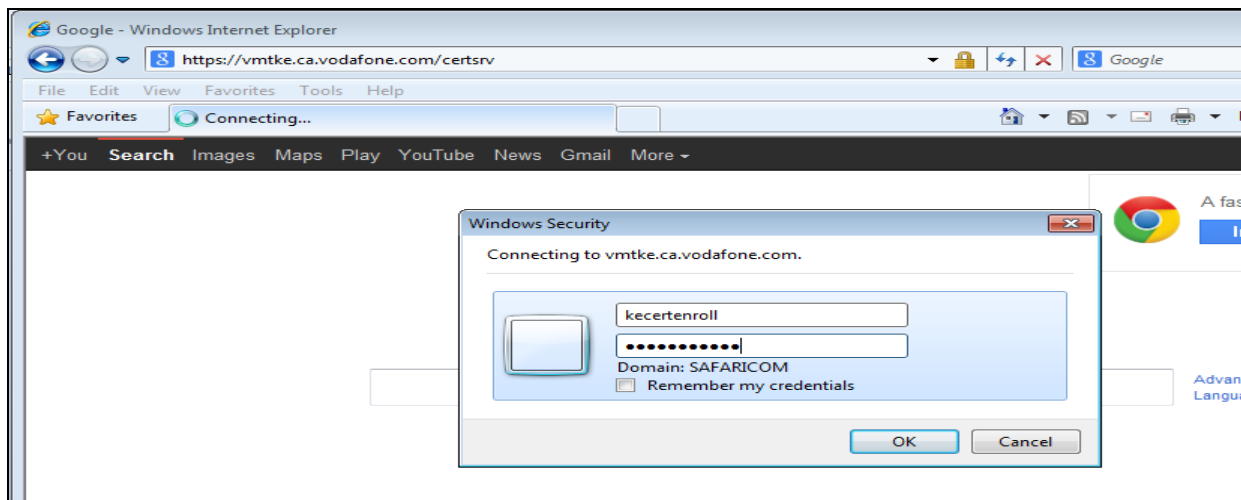 Google - Windows Internet Explorer
https://vmtke.ca.vodafone.com/certsrv
Google
File Edit View Favorites Tools Help
Favorites Connecting...
+You Search Images Maps Play YouTube News Gmail More
A fas
Windows Security
Connecting to vmtke.ca.vodafone.com.
kecertenroll
●●●●●●●●●●●
Domain: SAFARICOM
Remember my credentials
Advan
Langua
OK Cancel